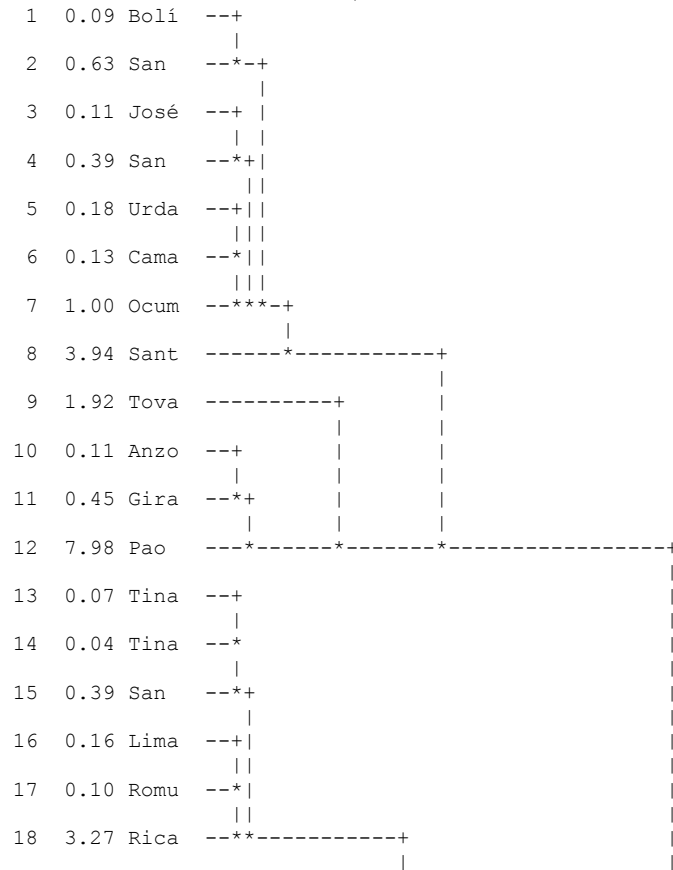 1 0.09 Bolí --+
|
2 0.63 San --*-+
|
3 0.11 José --+ |
| |
4 0.39 San --*+|
||
5 0.18 Urda --+||
|||
6 0.13 Cama --*||
|||
7 1.00 Ocum --***-+
|
8 3.94 Sant ------*-----------+
|
9 1.92 Tova ----------+ |
| |
10 0.11 Anzo --+ | |
| | |
11 0.45 Gira --*+ | |
| | |
12 7.98 Pao ---*------*-------*-----------------+
|
13 0.07 Tina --+ |
| |
14 0.04 Tina --* |
| |
15 0.39 San --*+ |
| |
16 0.16 Lima --+| |
|| |
17 0.10 Romu --*| |
|| |
18 3.27 Rica --**-----------+ |
| |